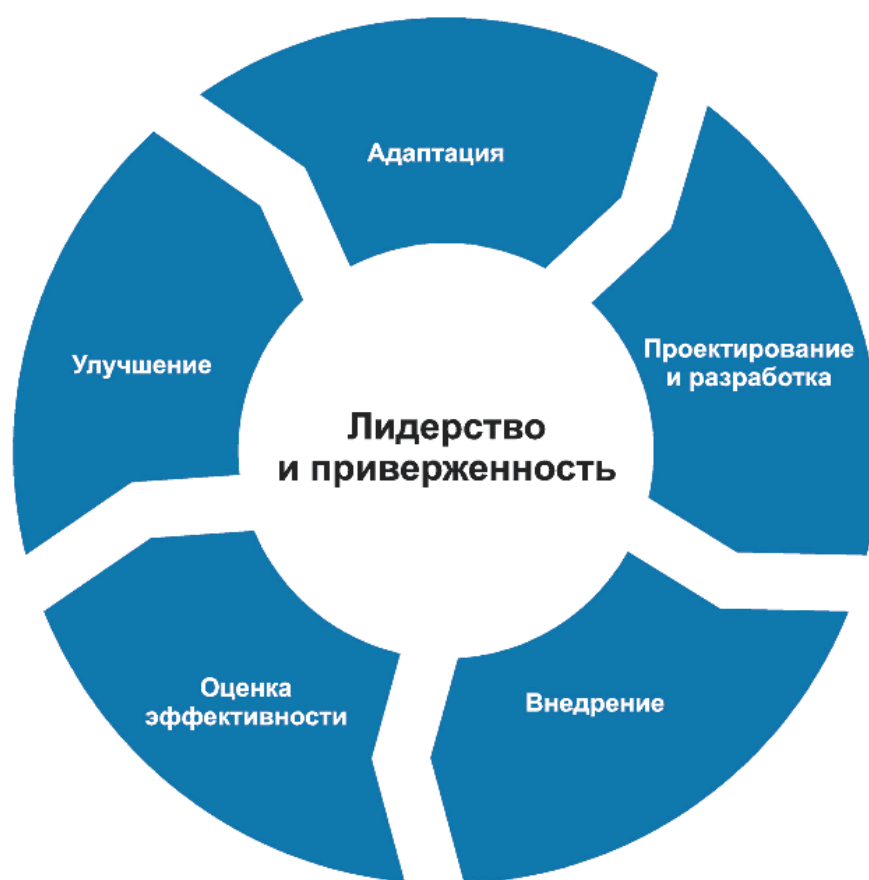 Адаптация
Проектирование
и разработка
Внедрение
Оценка
эффективности
Улучшение
Лидерство
и приверженность